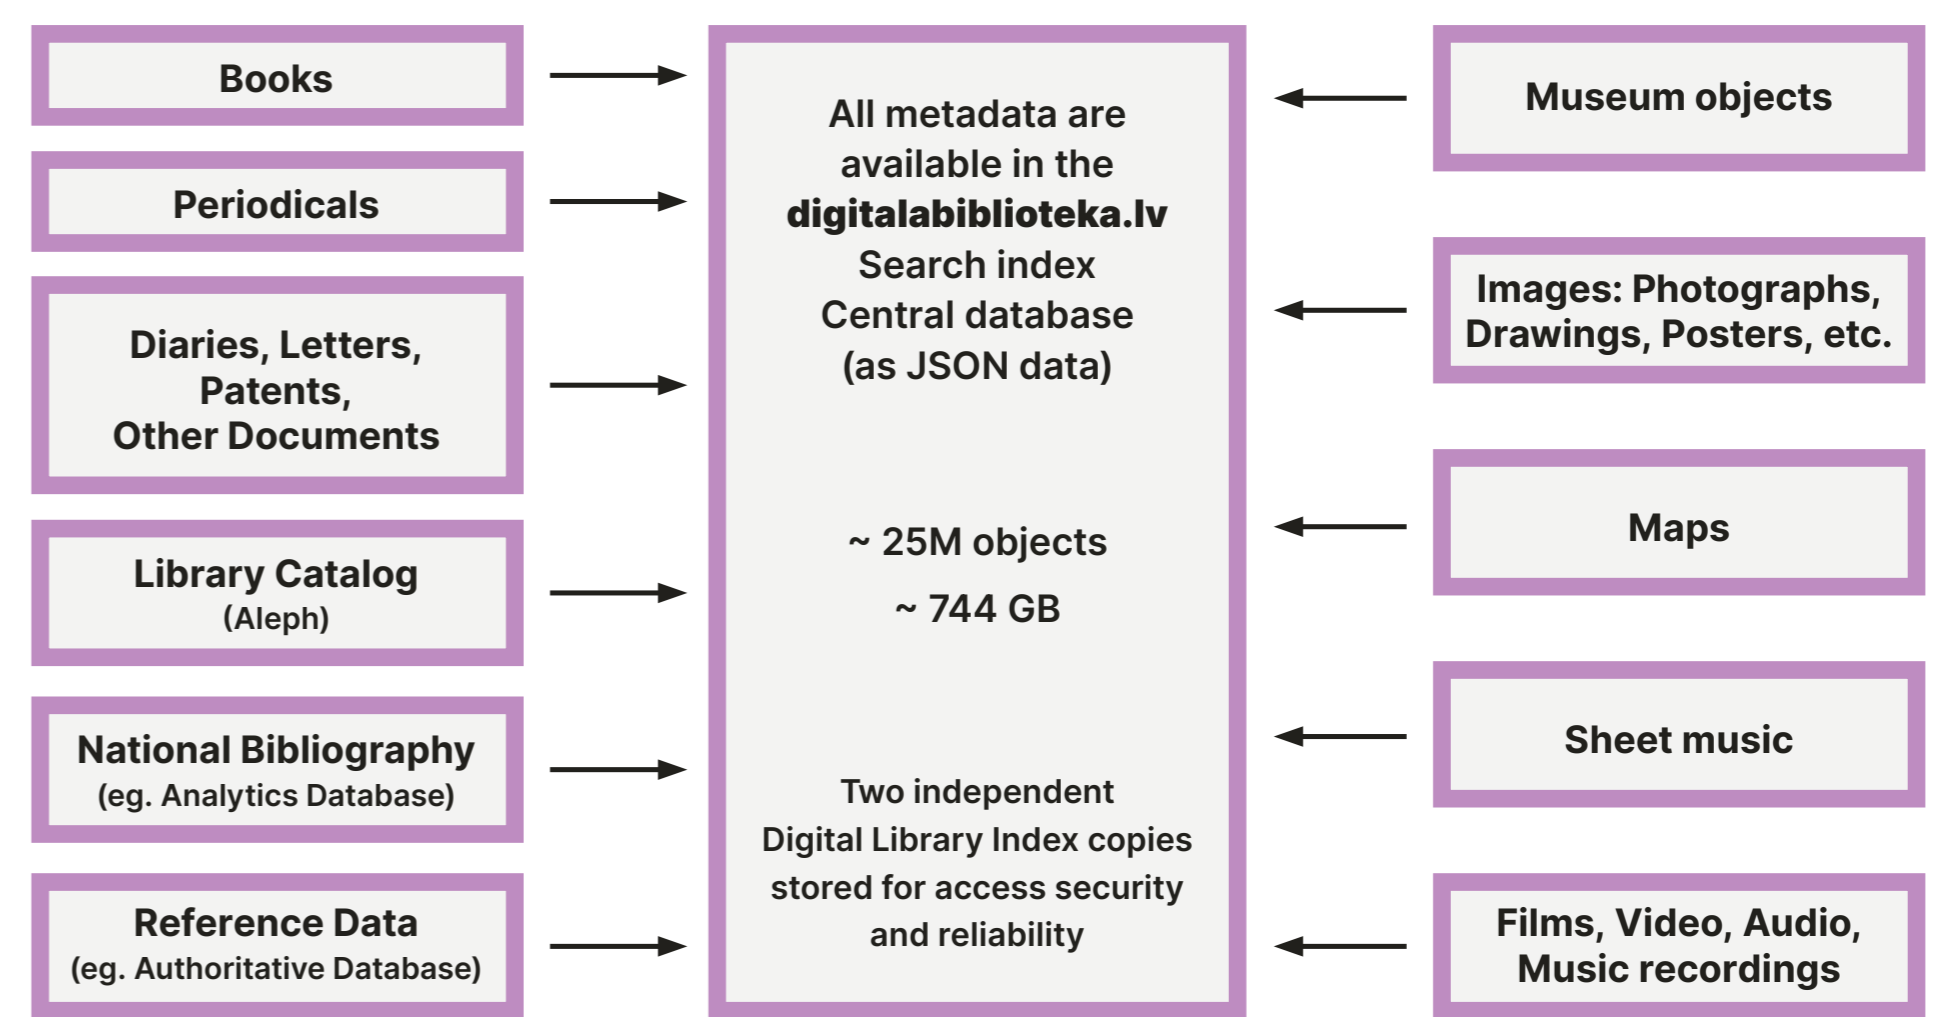 Books
Periodicals
Diaries, Letters,
Patents,
Other Documents
Library Catalog
(Aleph)
National Bibliography
(eg. Analytics Database)
Reference Data
(eg. Authoritative Database)
All metadata are
available in the
digitalabiblioteka.lv
Search index
Central database
(as JSON data)
~ 25M objects
~ 744 GB
Two independent
Digital Library Index copies
stored for access security
and reliability
Museum objects
Images: Photographs,
Drawings, Posters, etc.
Maps
Sheet music
Films, Video, Audio,
Music recordings